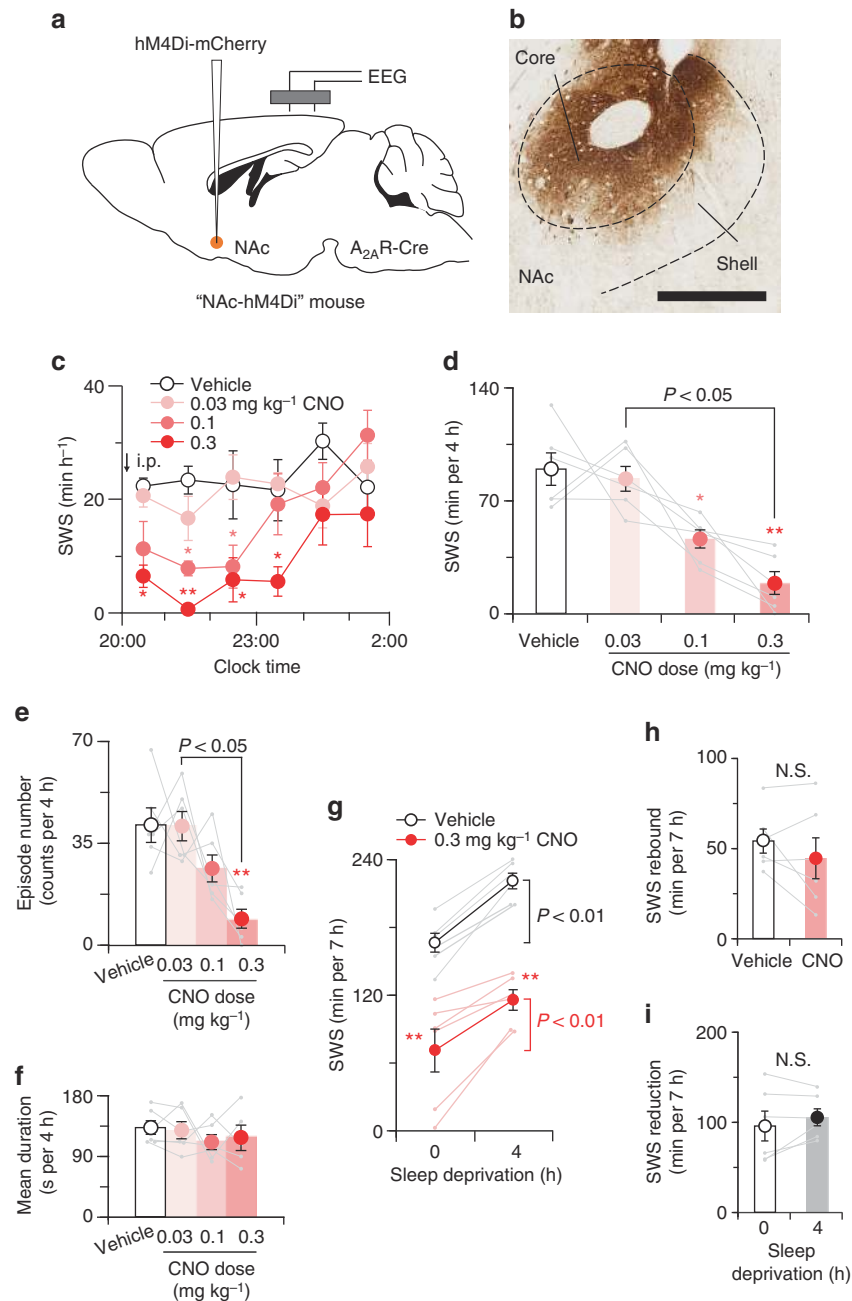 a
hM4Di-mCherry
EEG
NAc
A2AR-Cre
“NAc-hM4Di” mouse
b
Core
Shell
NAc
c
Vehicle
0.03 mg kg⁻¹ CNO
0.1
0.3
40
20
0
SWS (min h⁻¹)
i.p.
*
**
*
*
*
*
20:00
23:00
2:00
Clock time
d
140
70
0
SWS (min per 4 h)
P < 0.05
*
**
Vehicle
0.03
0.1
0.3
CNO dose (mg kg⁻¹)
e
70
35
0
Episode number
(counts per 4 h)
P < 0.05
**
Vehicle
0.03
0.1
0.3
CNO dose
(mg kg⁻¹)
f
180
90
0
Mean duration
(s per 4 h)
Vehicle
0.03
0.1
0.3
CNO dose
(mg kg⁻¹)
g
Vehicle
0.3 mg kg⁻¹ CNO
240
120
0
SWS (min per 7 h)
P < 0.01
**
**
P < 0.01
0
4
Sleep deprivation (h)
h
100
50
0
SWS rebound
(min per 7 h)
N.S.
Vehicle
CNO
i
200
100
0
SWS reduction
(min per 7 h)
N.S.
0
4
Sleep
deprivation (h)